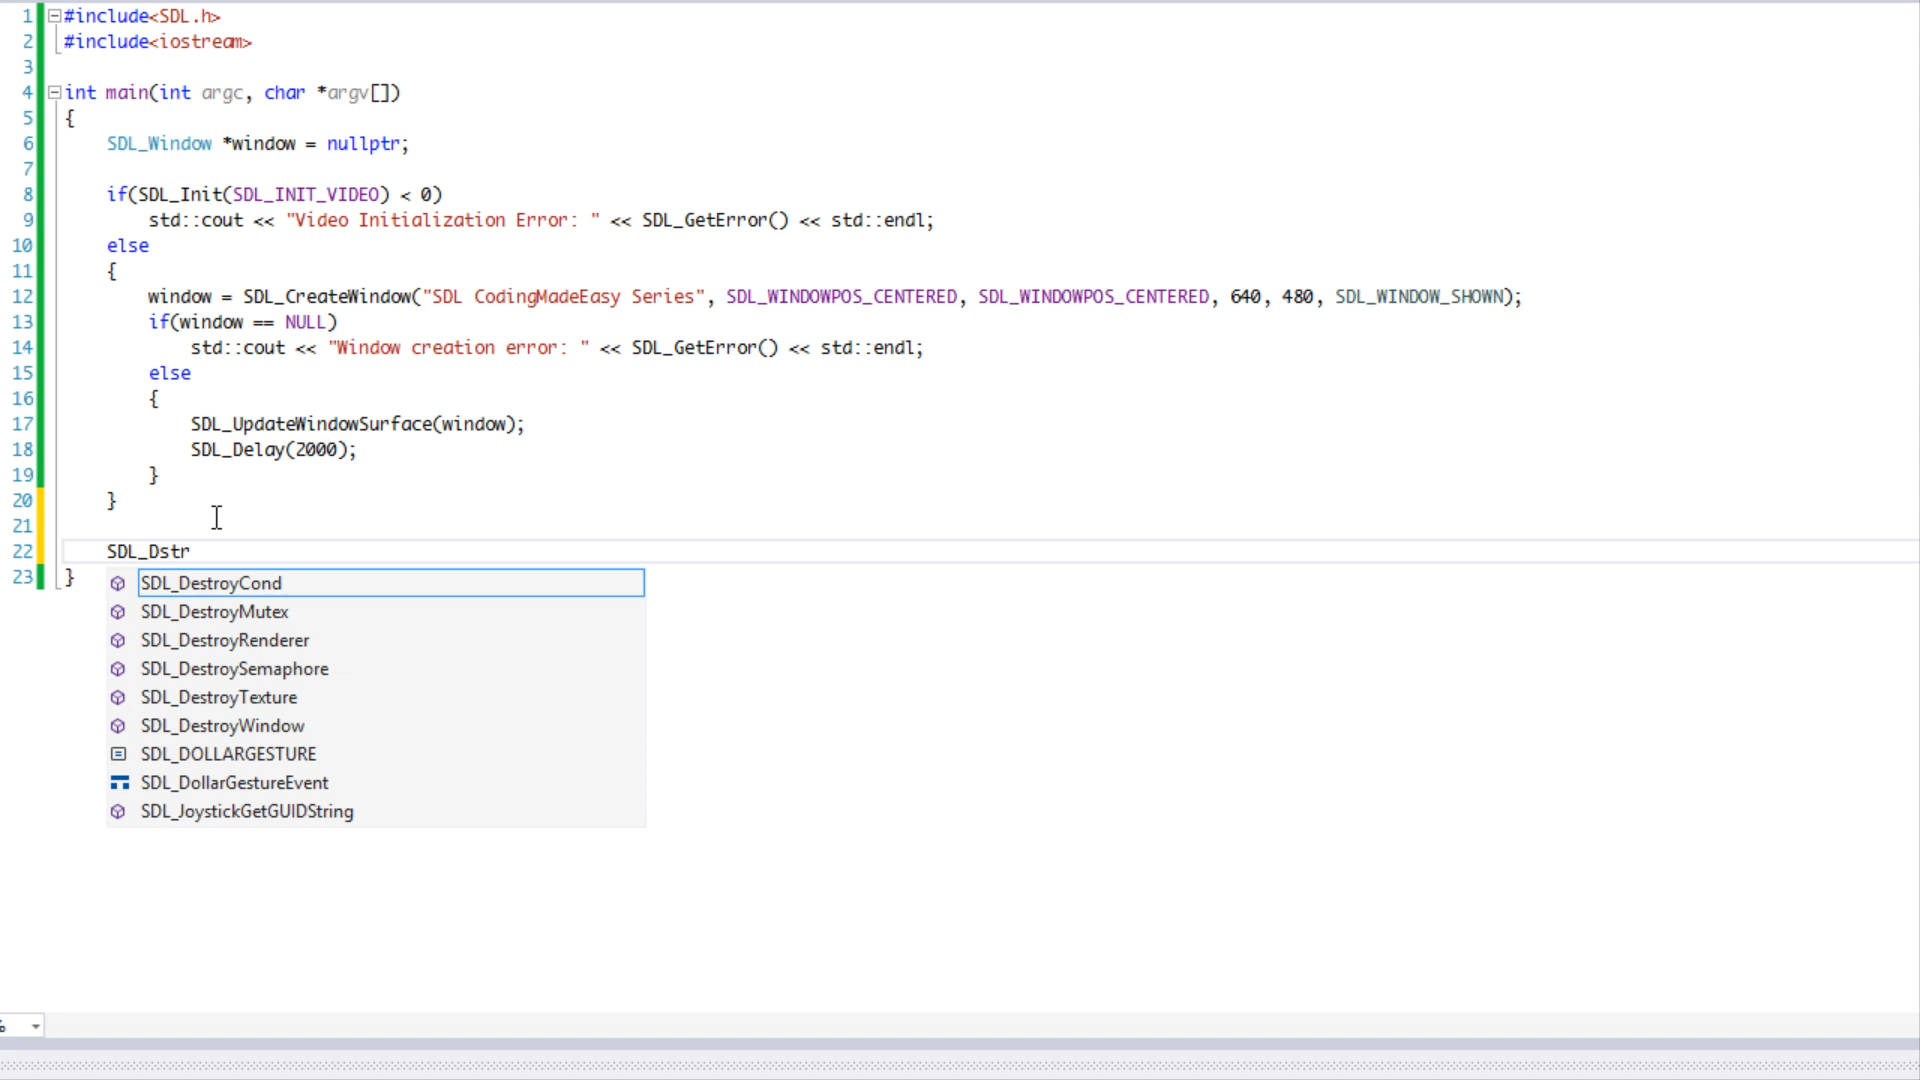 1 #include<SDL.h>
2 #include<iostream>
3
4 int main(int argc, char *argv[])
5 {
6     SDL_Window *window = nullptr;
7
8     if(SDL_Init(SDL_INIT_VIDEO) < 0)
9         std::cout << "Video Initialization Error: " << SDL_GetError() << std::endl;
10     else
11     {
12         window = SDL_CreateWindow("SDL CodingMadeEasy Series", SDL_WINDOWPOS_CENTERED, SDL_WINDOWPOS_CENTERED, 640, 480, SDL_WINDOW_SHOWN);
13         if(window == NULL)
14             std::cout << "Window creation error: " << SDL_GetError() << std::endl;
15         else
16         {
17             SDL_UpdateWindowSurface(window);
18             SDL_Delay(2000);
19         }
20     }
21
22     SDL_Dstr
23 }
SDL_DestroyCond
SDL_DestroyMutex
SDL_DestroyRenderer
SDL_DestroySemaphore
SDL_DestroyTexture
SDL_DestroyWindow
SDL_DOLLARGESTURE
SDL_DollarGestureEvent
SDL_JoystickGetGUIDString
%